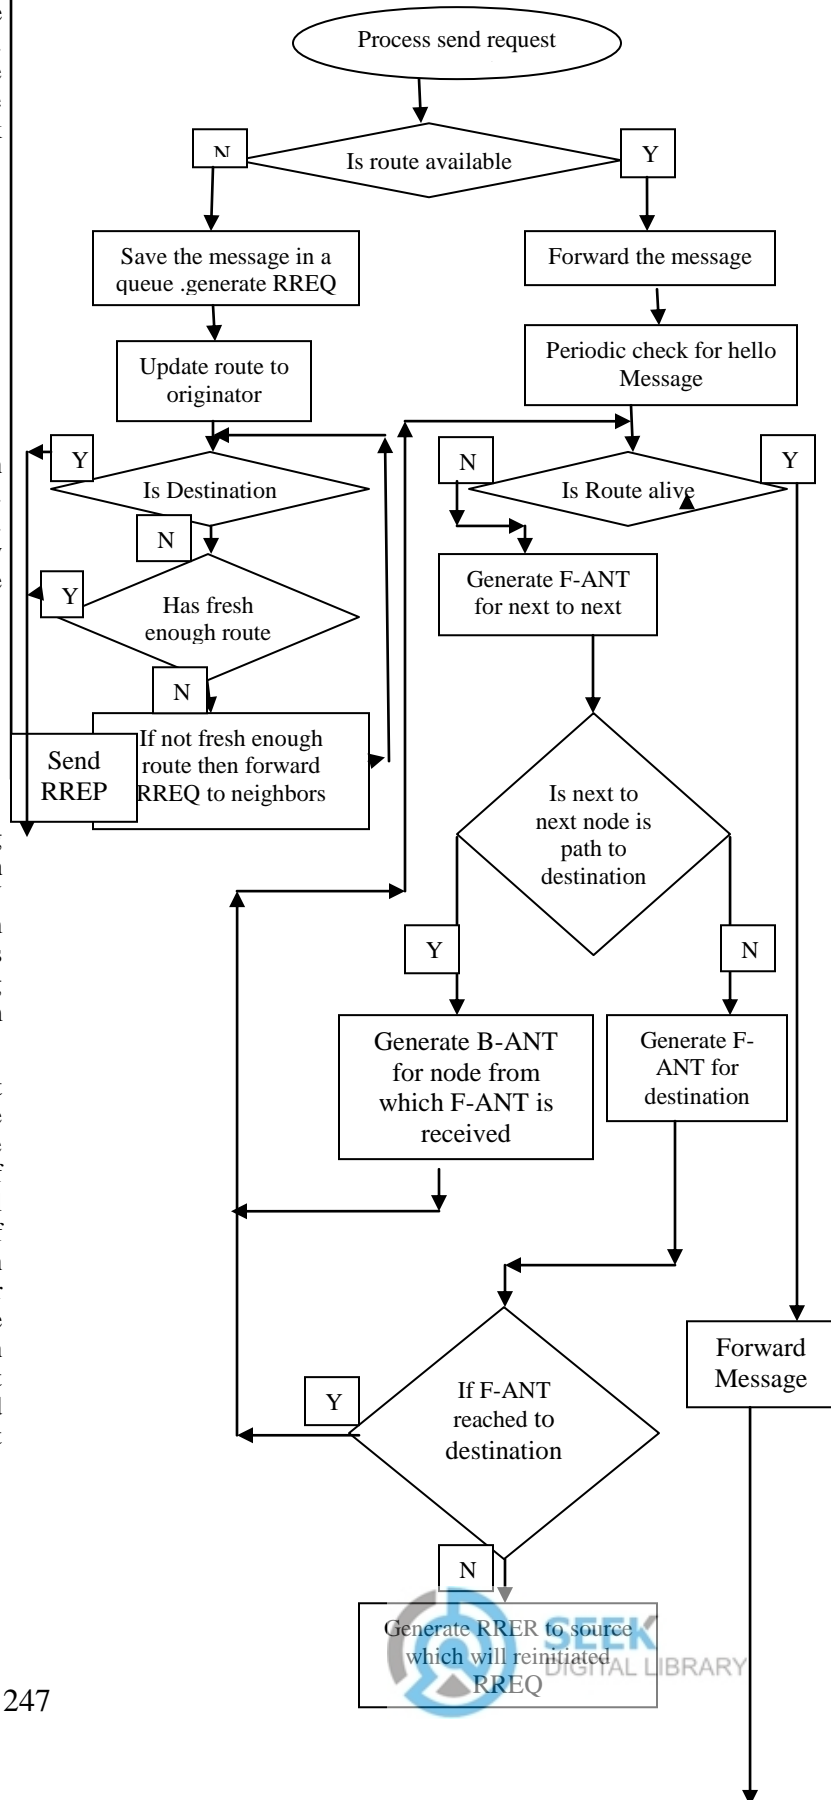 Process send request
Is route available
N
Y
Save the message in a
queue .generate RREQ
Forward the message
Update route to
originator
Periodic check for hello
Message
Y
Is Destination
N
Has fresh
enough route
Y
N
If not fresh enough
route then forward
RREQ to neighbors
Send
RREP
N
Is Route alive
Y
Generate F-ANT
for next to next
Is next to
next node is
path to
destination
Y
N
Generate B-ANT
for node from
which F-ANT is
received
Generate F-
ANT for
destination
If F-ANT
reached to
destination
Y
N
Forward
Message
Generate RRER to source
which will reinitiated
RREQ
SEEK
DIGITAL LIBRARY
247